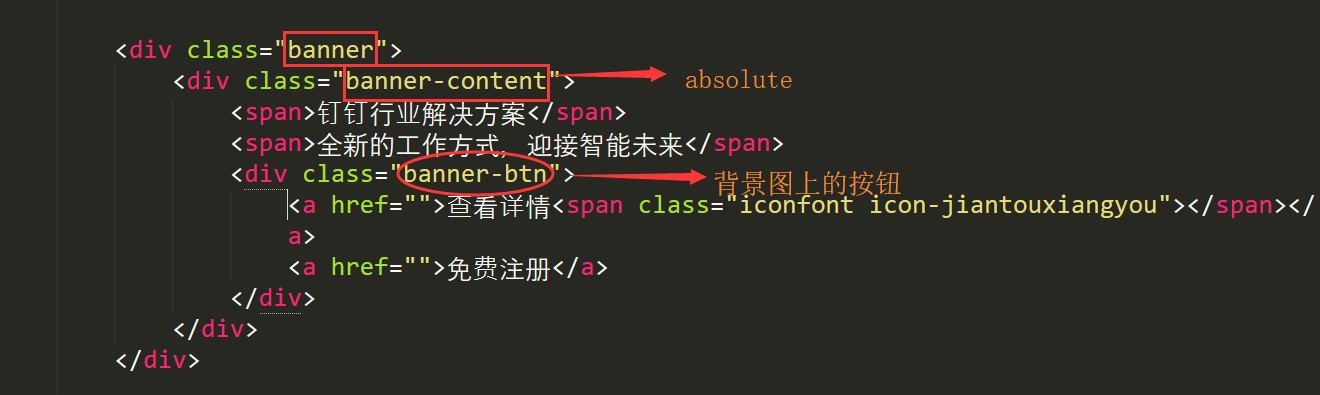 <div class="banner">
<div class="banner-content"> absolute
<span>钉钉行业解决方案</span>
<span>全新的工作方式，迎接智能未来</span>
<div class="banner-btn"> 背景图上的按钮
<a href="">查看详情<span class="iconfont icon-jiantouxiangyou"></span></
a>
<a href="">免费注册</a>
</div>
</div>
</div>